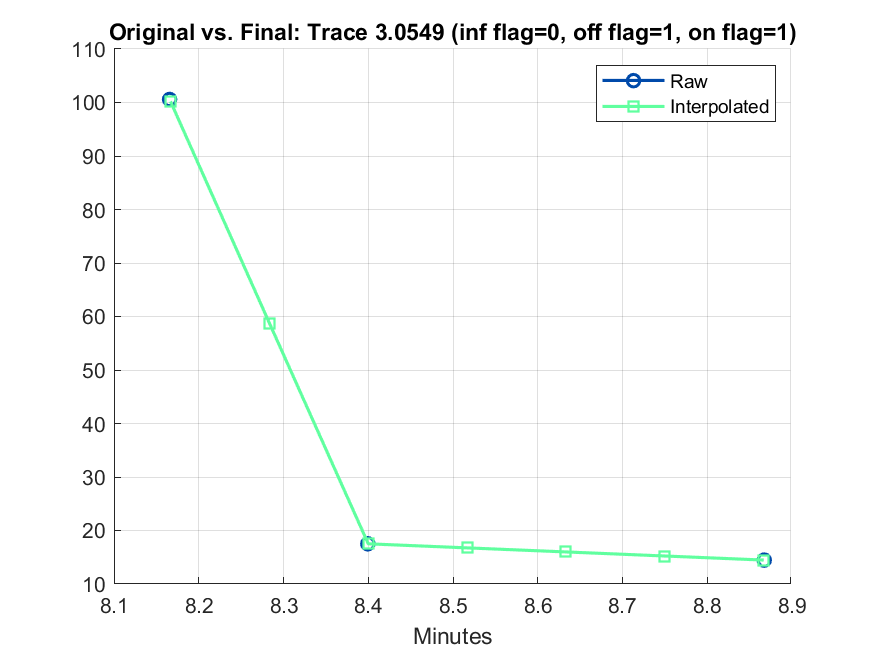 Original vs. Final: Trace 3.0549 (inf flag=0, off flag=1, on flag=1)
110
100
90
80
70
60
50
40
30
20
10
Raw
Interpolated
8.1 8.2 8.3 8.4 8.5 8.6 8.7 8.8 8.9
Minutes